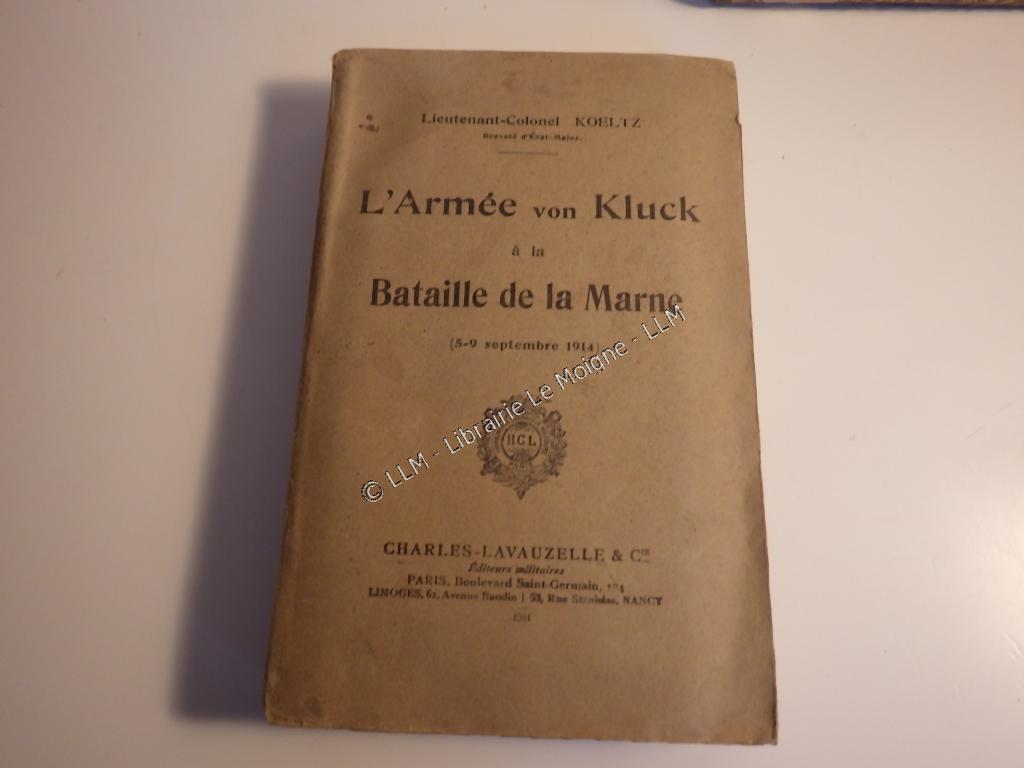 Lieutenant-Colonel KOELTZ
Breveté d'État-Major.
L'Armée von Kluck
à la
Bataille de la Marne
(5-9 septembre 1914)
© LLM - Librairie Le Moigne - LLM
HCL
PARIS
CHARLES-LAVAUZELLE & Cie
Éditeurs militaires
PARIS, Boulevard Saint-Germain, 124
LIMOGES, 62, Avenue Baudin | 53, Rue Stanislas, NANCY